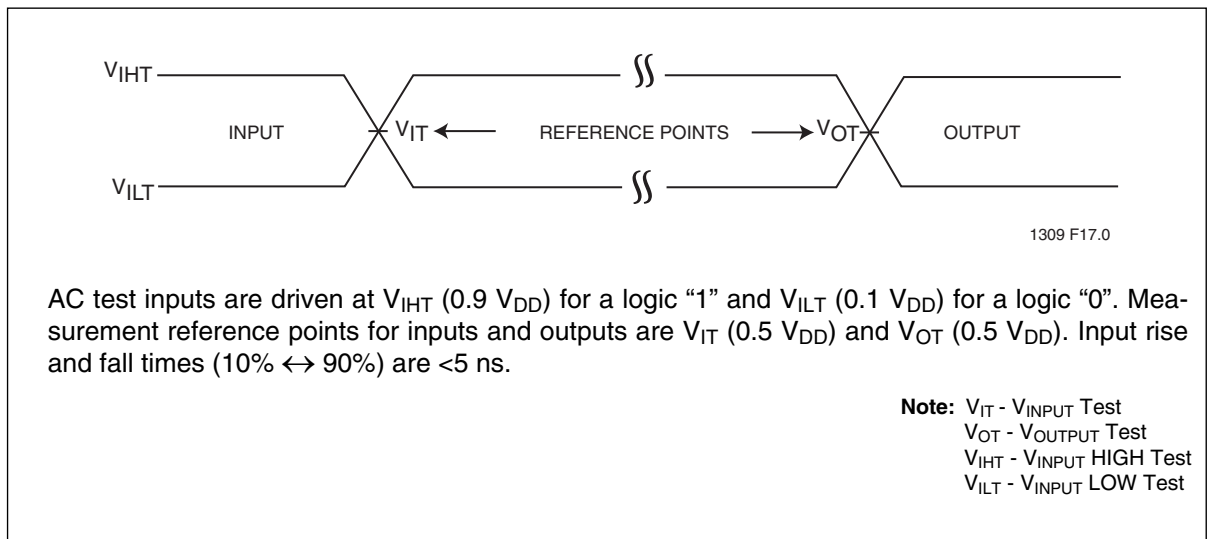 VIHT
INPUT VIT REFERENCE POINTS VOT OUTPUT
VILT
1309 F17.0
AC test inputs are driven at VIHT (0.9 VDD) for a logic “1” and VILT (0.1 VDD) for a logic “0”. Mea-
surement reference points for inputs and outputs are VIT (0.5 VDD) and VOT (0.5 VDD). Input rise
and fall times (10% ↔ 90%) are <5 ns.
Note: VIT - VINPUT Test
VOT - VOUTPUT Test
VIHT - VINPUT HIGH Test
VILT - VINPUT LOW Test